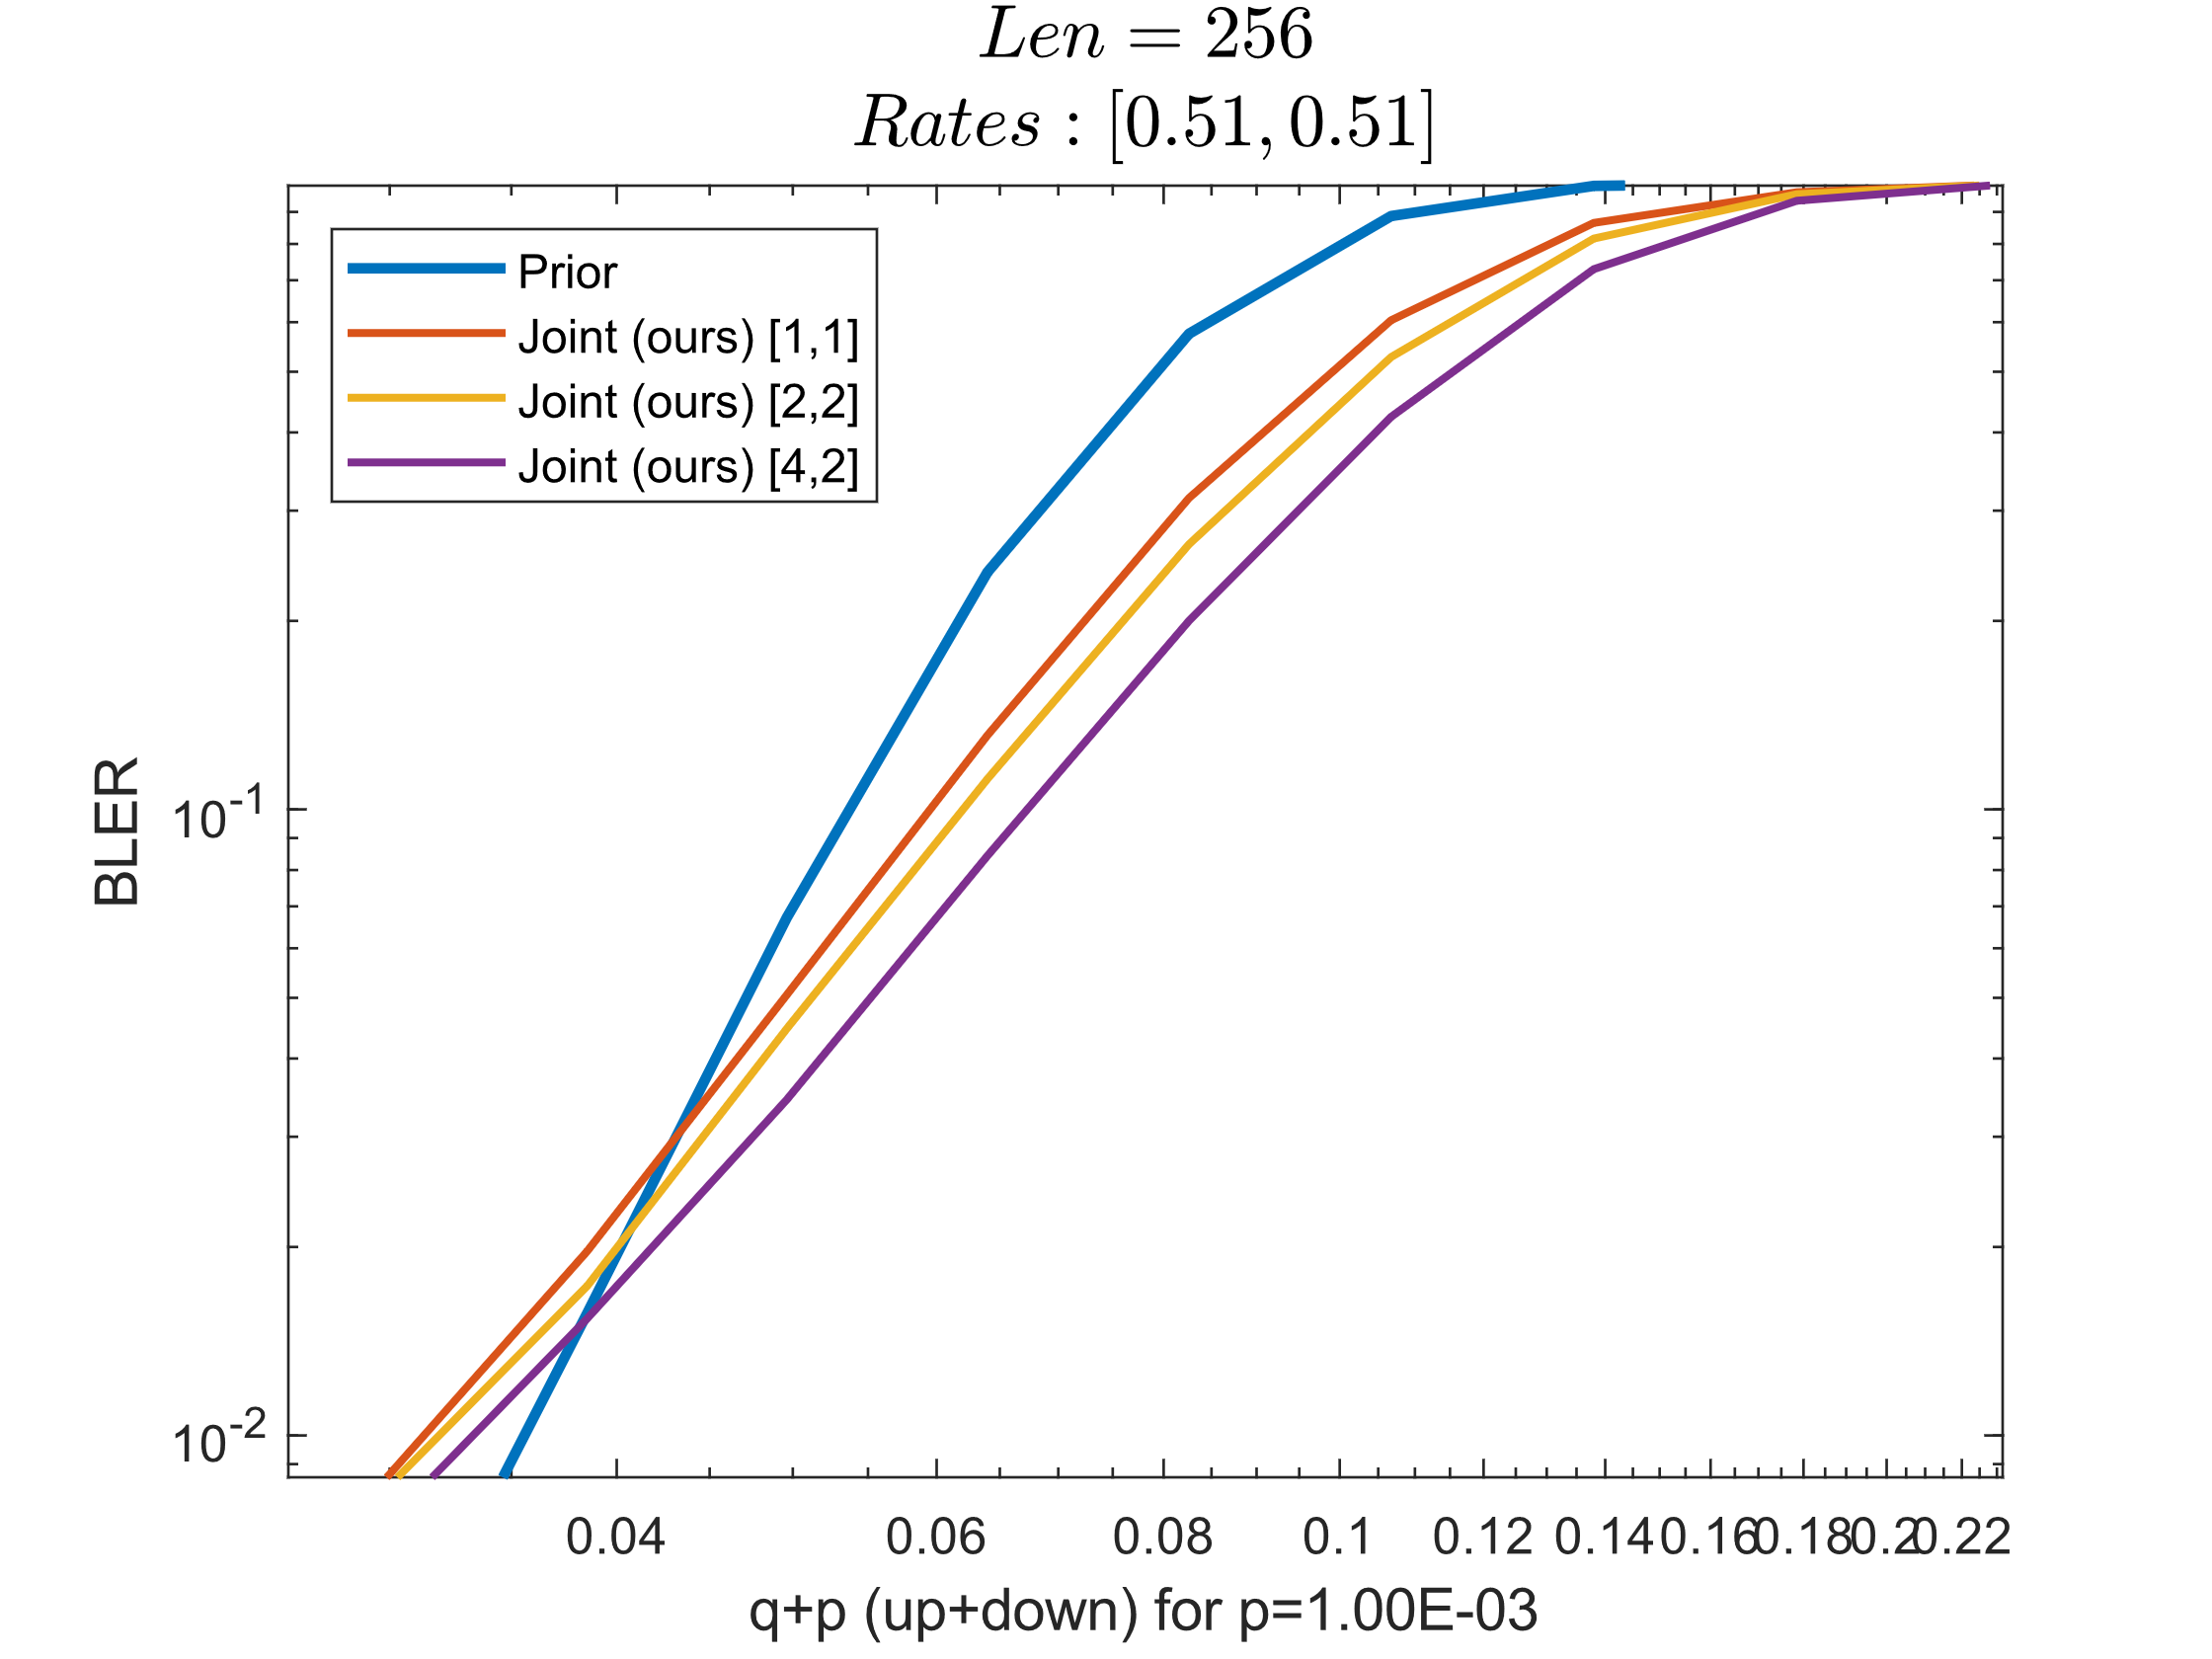 Len = 256
Rates : [0.51, 0.51]
Prior
Joint (ours) [1,1]
Joint (ours) [2,2]
Joint (ours) [4,2]
BLER
10^-1
10^-2
0.04 0.06 0.08 0.1 0.12 0.14 0.16 0.18 0.2 0.22
q+p (up+down) for p=1.00E-03